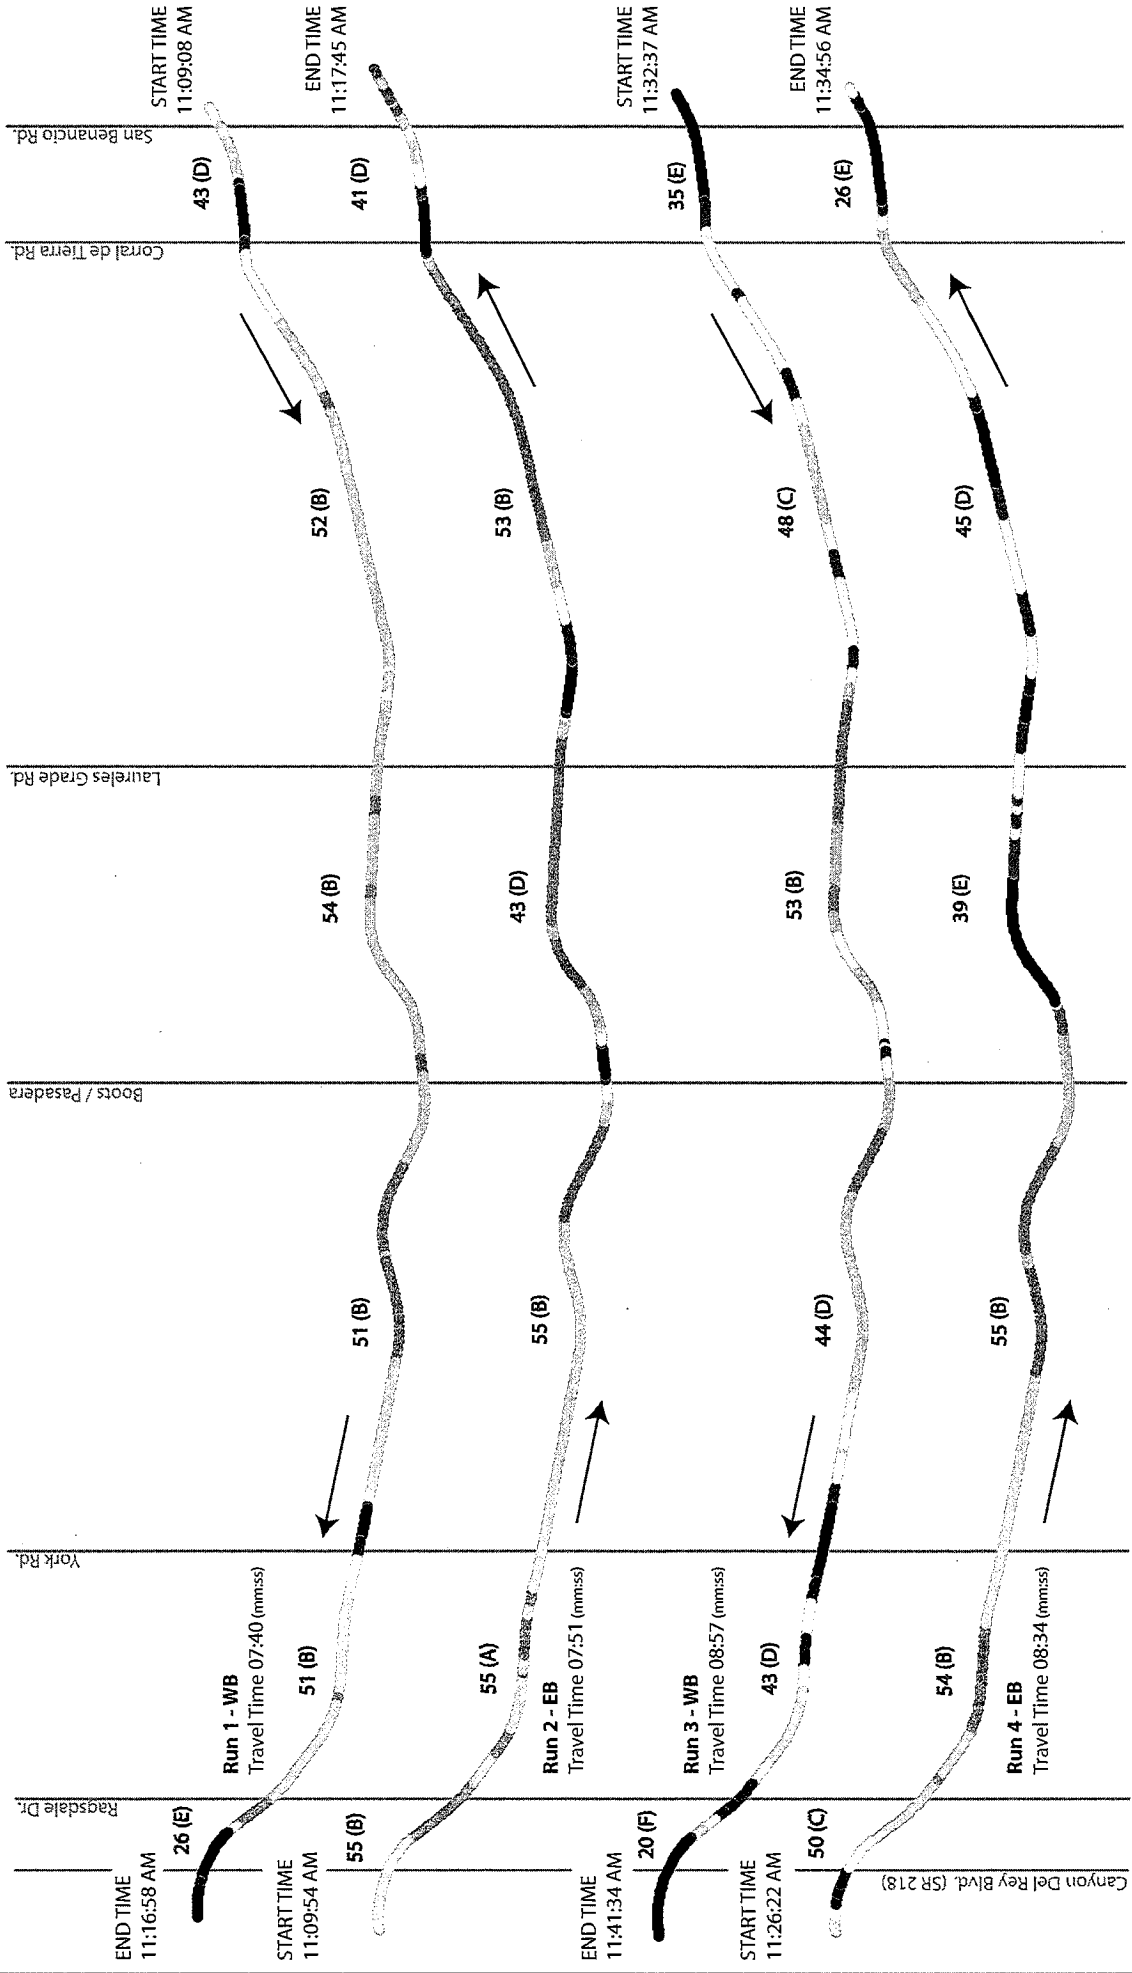 START TIME
11:09:08 AM
END TIME
11:17:45 AM
START TIME
11:32:37 AM
END TIME
11:34:56 AM
San Benancio Rd.
43 (D)
41 (D)
35 (E)
26 (E)
Corral de Tierra Rd.
52 (B)
53 (B)
48 (C)
45 (D)
Laureles Grade Rd.
54 (B)
43 (D)
53 (B)
39 (E)
Boots / Pasadera
51 (B)
55 (B)
44 (D)
55 (B)
York Rd.
51 (B)
55 (A)
43 (D)
54 (B)
Run 1 - WB
Travel Time 07:40 (mm:ss)
Run 2 - EB
Travel Time 07:51 (mm:ss)
Run 3 - WB
Travel Time 08:57 (mm:ss)
Run 4 - EB
Travel Time 08:34 (mm:ss)
Ragsdale Dr.
26 (E)
55 (B)
20 (F)
50 (C)
Canyon Del Rey Blvd. (SR 218)
END TIME
11:16:58 AM
START TIME
11:09:54 AM
END TIME
11:41:34 AM
START TIME
11:26:22 AM